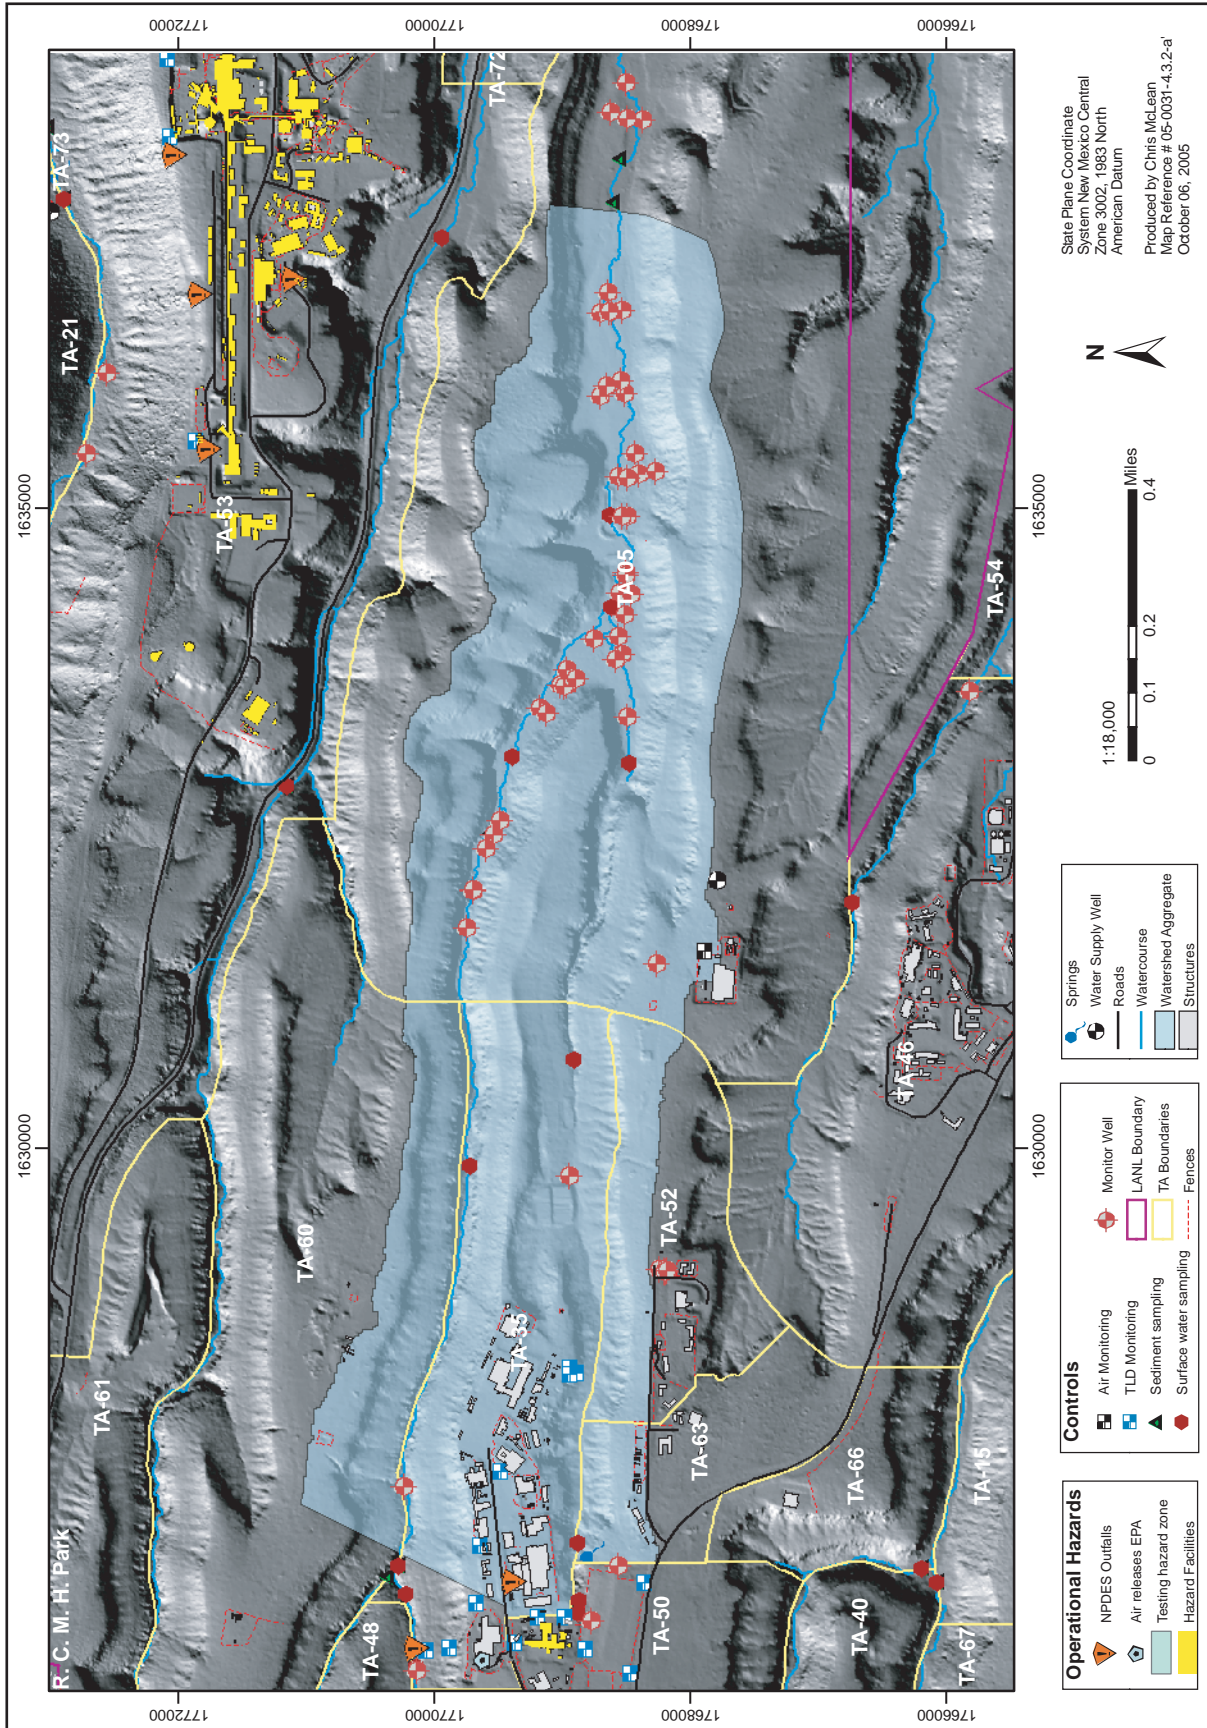 1772000
1770000
1768000
1766000
1635000
1630000
1635000
1630000
1772000
1770000
1768000
1766000
R. C. M. H. Park
TA-73
TA-21
TA-53
TA-72
TA-61
TA-60
TA-05
TA-54
TA-46
TA-52
TA-35
TA-63
TA-66
TA-15
TA-48
TA-50
TA-40
TA-67
Operational Hazards
NPDES Outfalls
Air releases EPA
Testing hazard zone
Hazard Facilities
Controls
Air Monitoring
TLD Monitoring
Sediment sampling
Surface water sampling
Monitor Well
LANL Boundary
TA Boundaries
Fences
Springs
Water Supply Well
Roads
Watercourse
Watershed Aggregate
Structures
1:18,000
0 0.1 0.2 0.4
Miles
N
State Plane Coordinate
System New Mexico Central
Zone 3002, 1983 North
American Datum
Produced by Chris McLean
Map Reference # 05-0031-4.3.2-a'
October 06, 2005